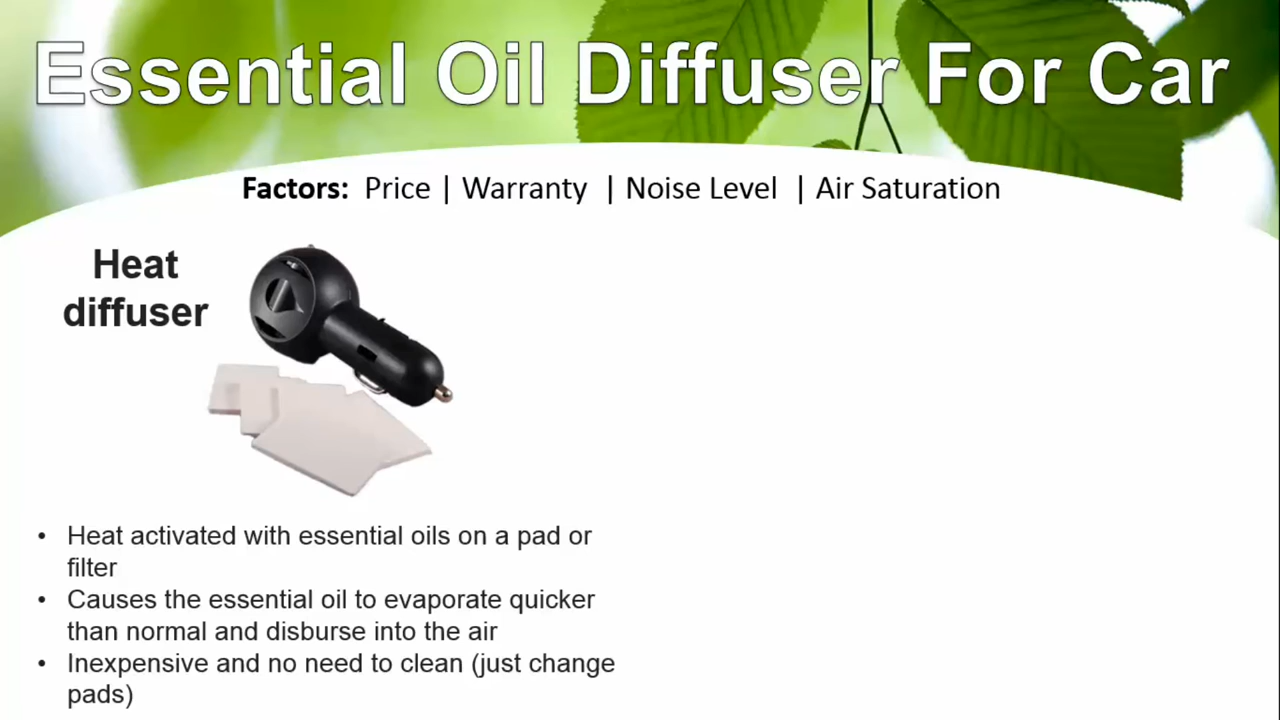 Essential Oil Diffuser For Car
Factors: Price | Warranty | Noise Level | Air Saturation
Heat
diffuser
• Heat activated with essential oils on a pad or
filter
• Causes the essential oil to evaporate quicker
than normal and disburse into the air
• Inexpensive and no need to clean (just change
pads)